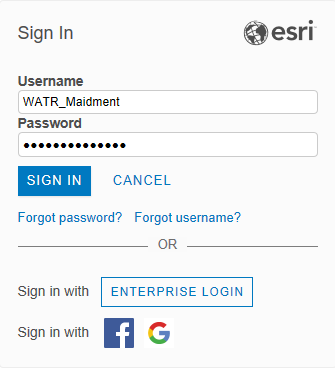 Sign In
esri
Username
WATR_Maidment
Password
●●●●●●●●●●●●●●
SIGN IN CANCEL
Forgot password? Forgot username?
OR
Sign in with ENTERPRISE LOGIN
Sign in with f G